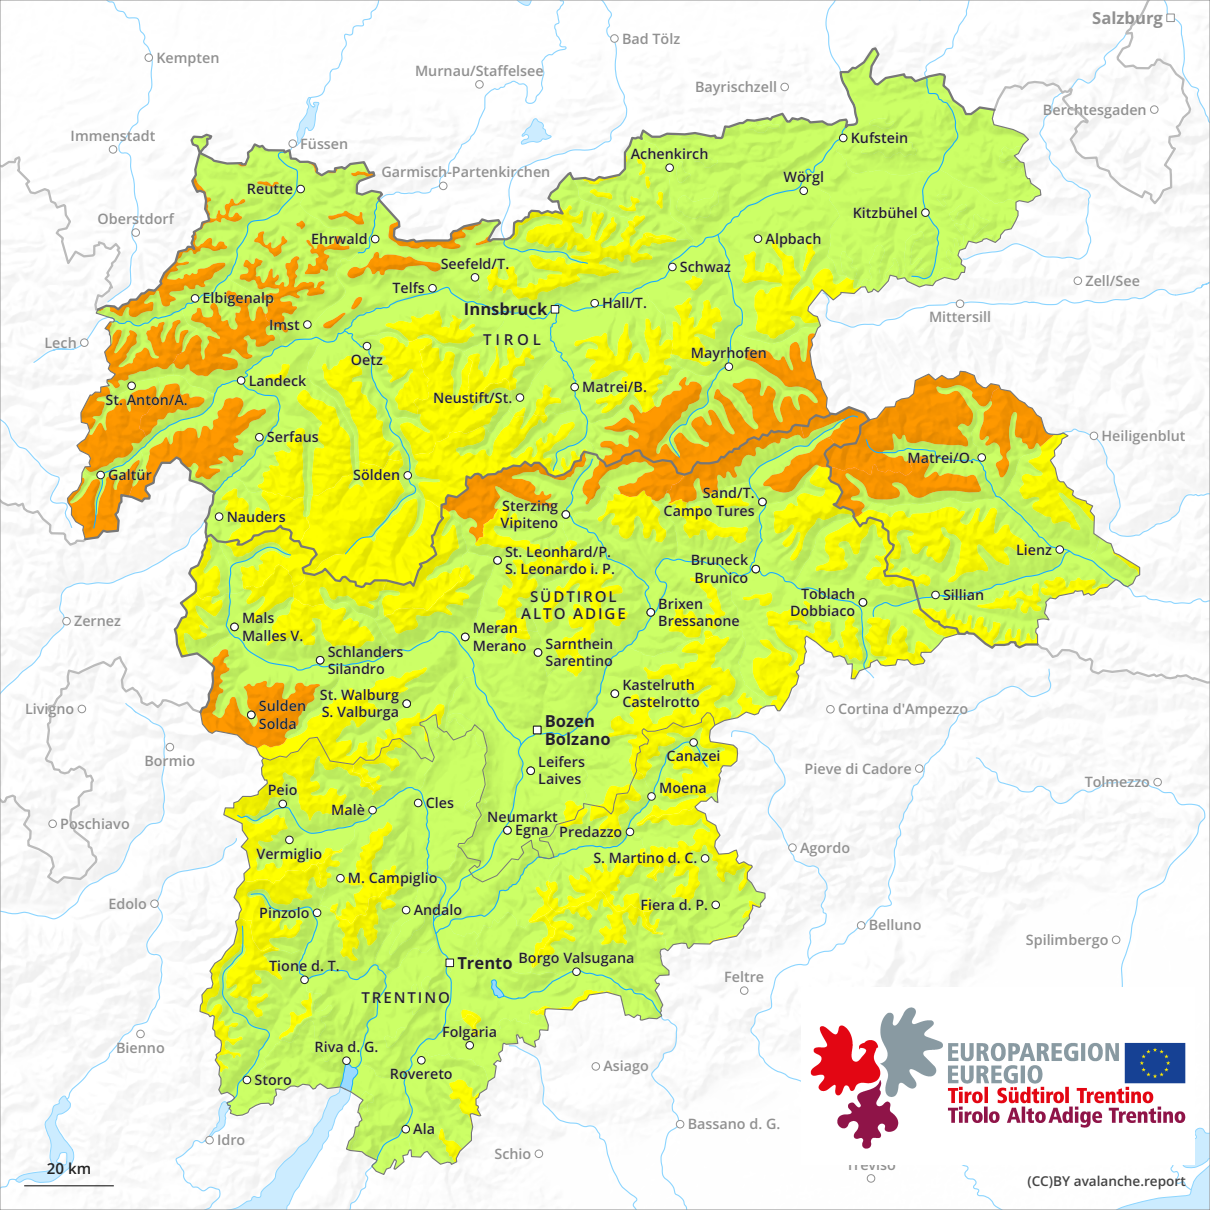 Salzburg
Bad Tölz
Kempten
Murnau/Staffelsee
Bayrischzell
Berchtesgaden
Immenstadt
Füssen
Kufstein
Achenkirch
Garmisch-Partenkirchen
Wörgl
Reutte
Oberstdorf
Kitzbühel
Ehrwald
Alpbach
Seefeld/T.
Schwaz
Zell/See
Telfs
Elbigenalp
Hall/T.
Innsbruck
Mittersill
Imst
TIROL
Lech
Mayrhofen
Oetz
Landeck
Matrei/B.
St. Anton/A.
Neustift/St.
Serfaus
Heiligenblut
Matrei/O.
Galtür
Sölden
Sand/T.
Campo Tures
Sterzing
Vipiteno
Nauders
St. Leonhard/P.
S. Leonardo i. P.
Lienz
Bruneck
Brunico
SÜDTIROL
ALTO ADIGE
Toblach
Dobbiaco
Sillian
Brixen
Bressanone
Zernez
Mals
Malles V.
Meran
Merano
Sarnthein
Sarentino
Schlanders
Silandro
Kastelruth
Castelrotto
St. Walburg
S. Valburga
Sulden
Solda
Livigno
Cortina d'Ampezzo
Bozen
Bolzano
Bormio
Canazei
Leifers
Laives
Pieve di Cadore
Tolmezzo
Peio
Moena
Malè
Cles
Neumarkt
Egna
Predazzo
Poschiavo
Vermiglio
Agordo
S. Martino d. C.
M. Campiglio
Edolo
Pinzolo
Andalo
Fiera d. P.
Belluno
Spilimbergo
Trento
Borgo Valsugana
Tione d. T.
Feltre
TRENTINO
Folgaria
Bienno
Riva d. G.
Rovereto
Asiago
Storo
EUROPAREGION
EUREGIO
Tirol Südtirol Trentino
Tirolo Alto Adige Trentino
Ala
Bassano d. G.
Idro
Schio
Treviso
20 km
(CC)BY avalanche.report